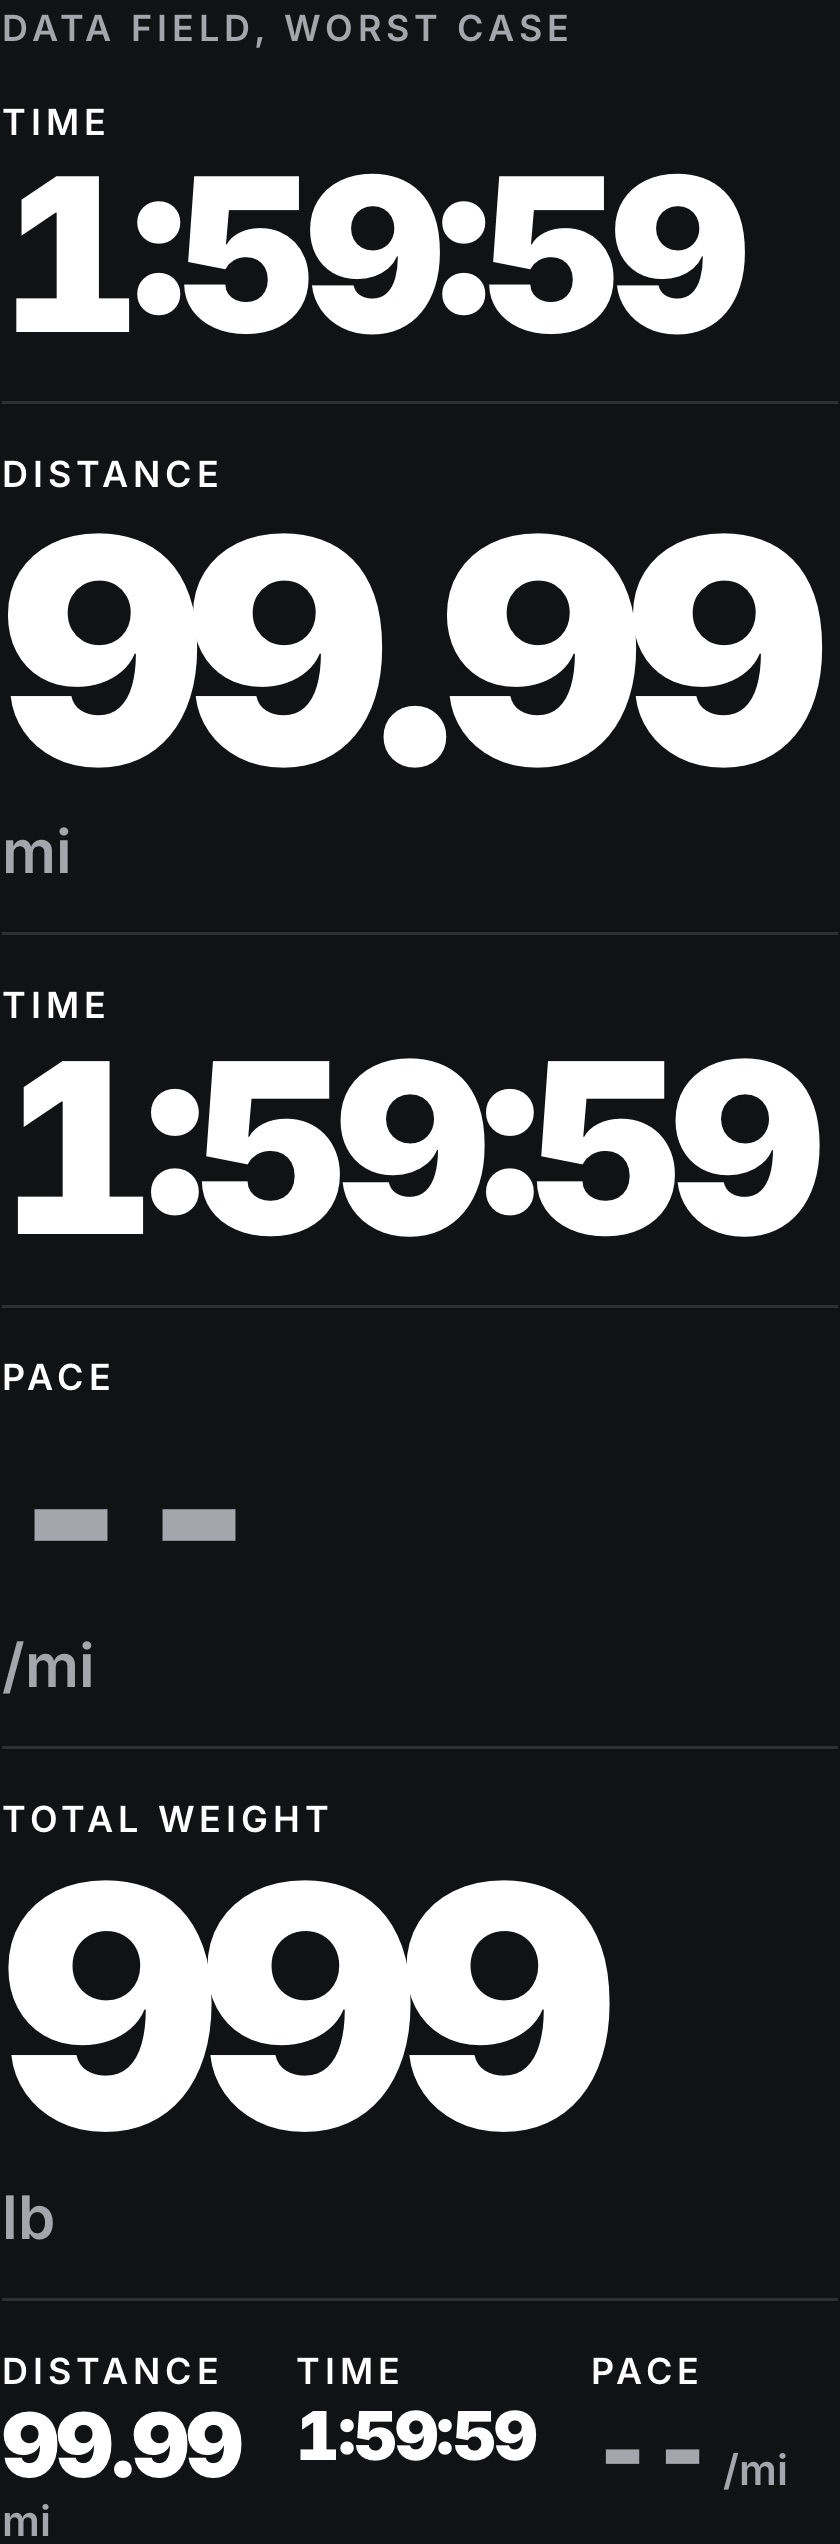 DATA FIELD, WORST CASE
TIME
1:59:59
DISTANCE
99.99
mi
TIME
1:59:59
PACE
- -
/mi
TOTAL WEIGHT
999
lb
DISTANCE TIME PACE
99.99 1:59:59 - - /mi
mi